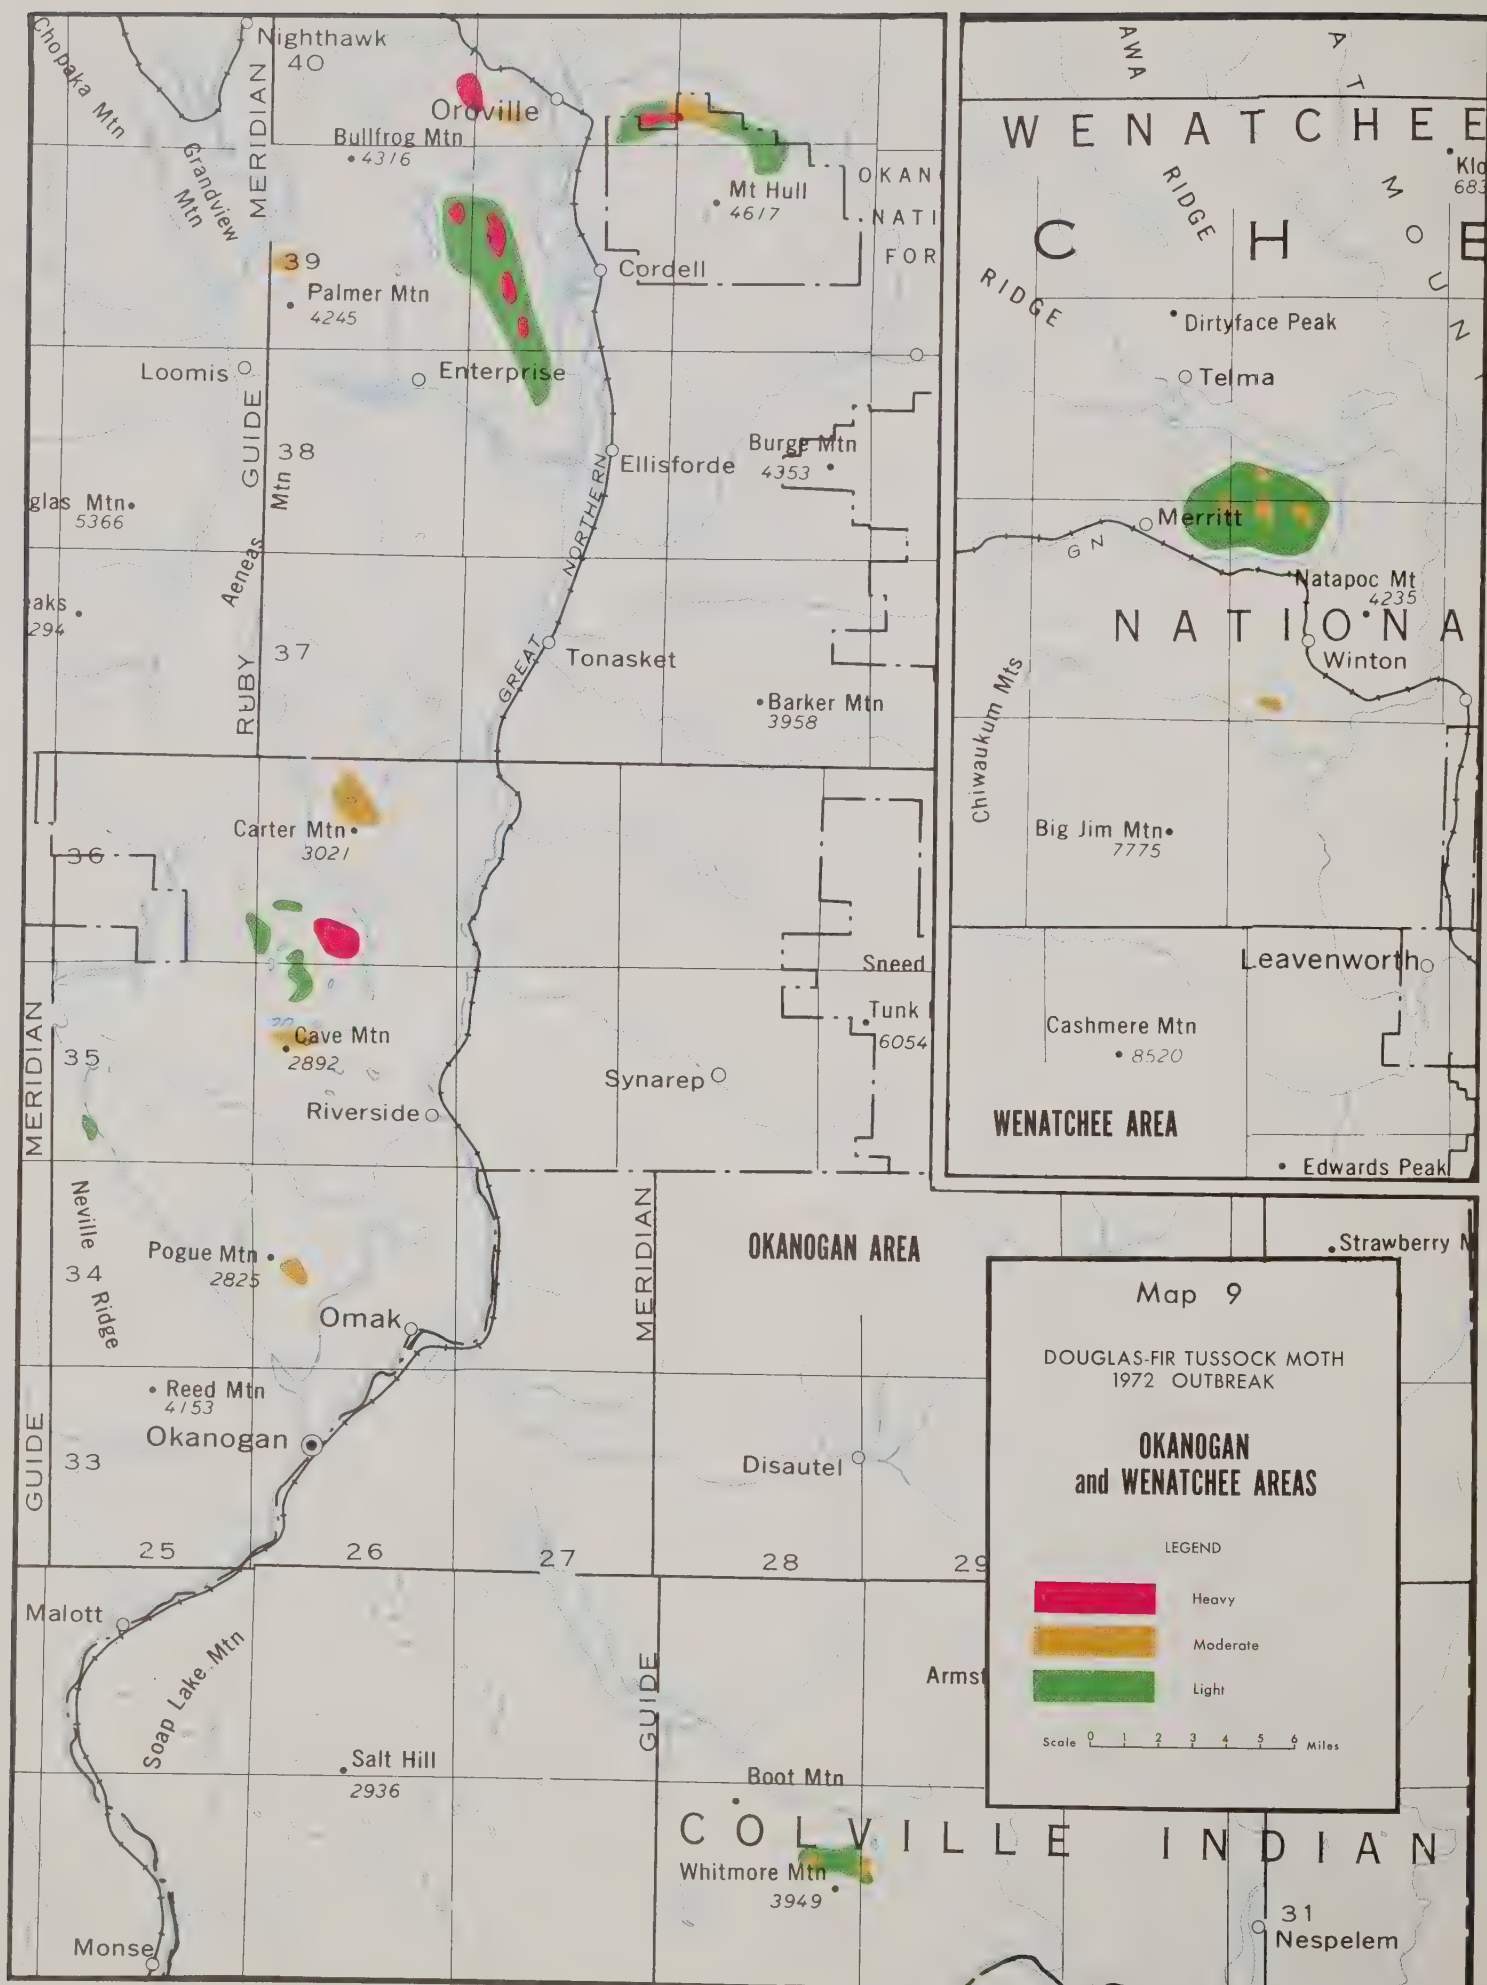 Chopaka Mtn
Nighthawk
40
MERIDIAN
Oroville
Bullfrog Mtn
4316
Grandview
Mtn
Mt Hull
4617
OKAN
NATI
FOR
39
Cordell
Palmer Mtn
4245
Loomis
Enterprise
GUIDE
38
Mtn
Ellisforde
Burge Mtn
4353
glas Mtn
5366
NORTHERN
Aeneas
aks
294
RUBY
37
GREAT
Tonasket
Barker Mtn
3958
Carter Mtn
3021
36
Sneed
Tunk
6054
Cave Mtn
2892
35
MERIDIAN
Synarep
Riverside
Neville
Ridge
MERIDIAN
OKANOGAN AREA
Pogue Mtn
2825
34
Omak
Reed Mtn
4153
Okanogan
GUIDE
33
Disautel
25
26
27
28
29
Malott
Soap Lake Mtn
GUIDE
Armst
Salt Hill
2936
Boot Mtn
COLVILLE INDIAN
Whitmore Mtn
3949
31
Nespelem
Monse
AWA
AT
WENATCHEE
Klo
683
RIDGE
MOUN
CHE
RIDGE
Dirtyface Peak
Telma
Merritt
GN
Natapoc Mt
4235
NATIONA
Winton
Chiwaukum Mts
Big Jim Mtn
7775
Leavenworth
Cashmere Mtn
8520
WENATCHEE AREA
Edwards Peak
Strawberry M
Map 9
DOUGLAS-FIR TUSSOCK MOTH
1972 OUTBREAK
OKANOGAN
and WENATCHEE AREAS
LEGEND
Heavy
Moderate
Light
Scale 0 1 2 3 4 5 6 Miles